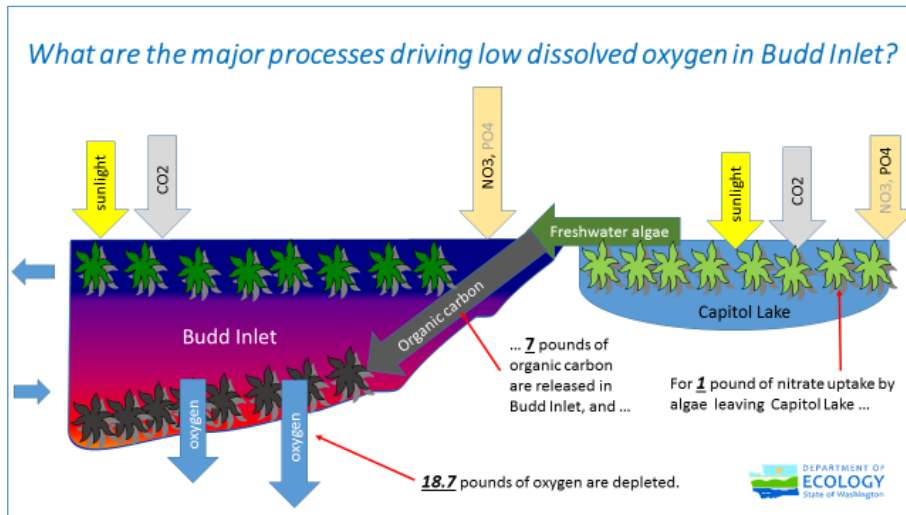 What are the major processes driving low dissolved oxygen in Budd Inlet?
sunlight
CO2
NO3, PO4
sunlight
CO2
NO3, PO4
Freshwater algae
Organic carbon
Budd Inlet
Capitol Lake
... 7 pounds of
organic carbon
are released in
Budd Inlet, and ...
For 1 pound of nitrate uptake by
algae leaving Capitol Lake ...
oxygen
oxygen
18.7 pounds of oxygen are depleted.
DEPARTMENT OF
ECOLOGY
State of Washington